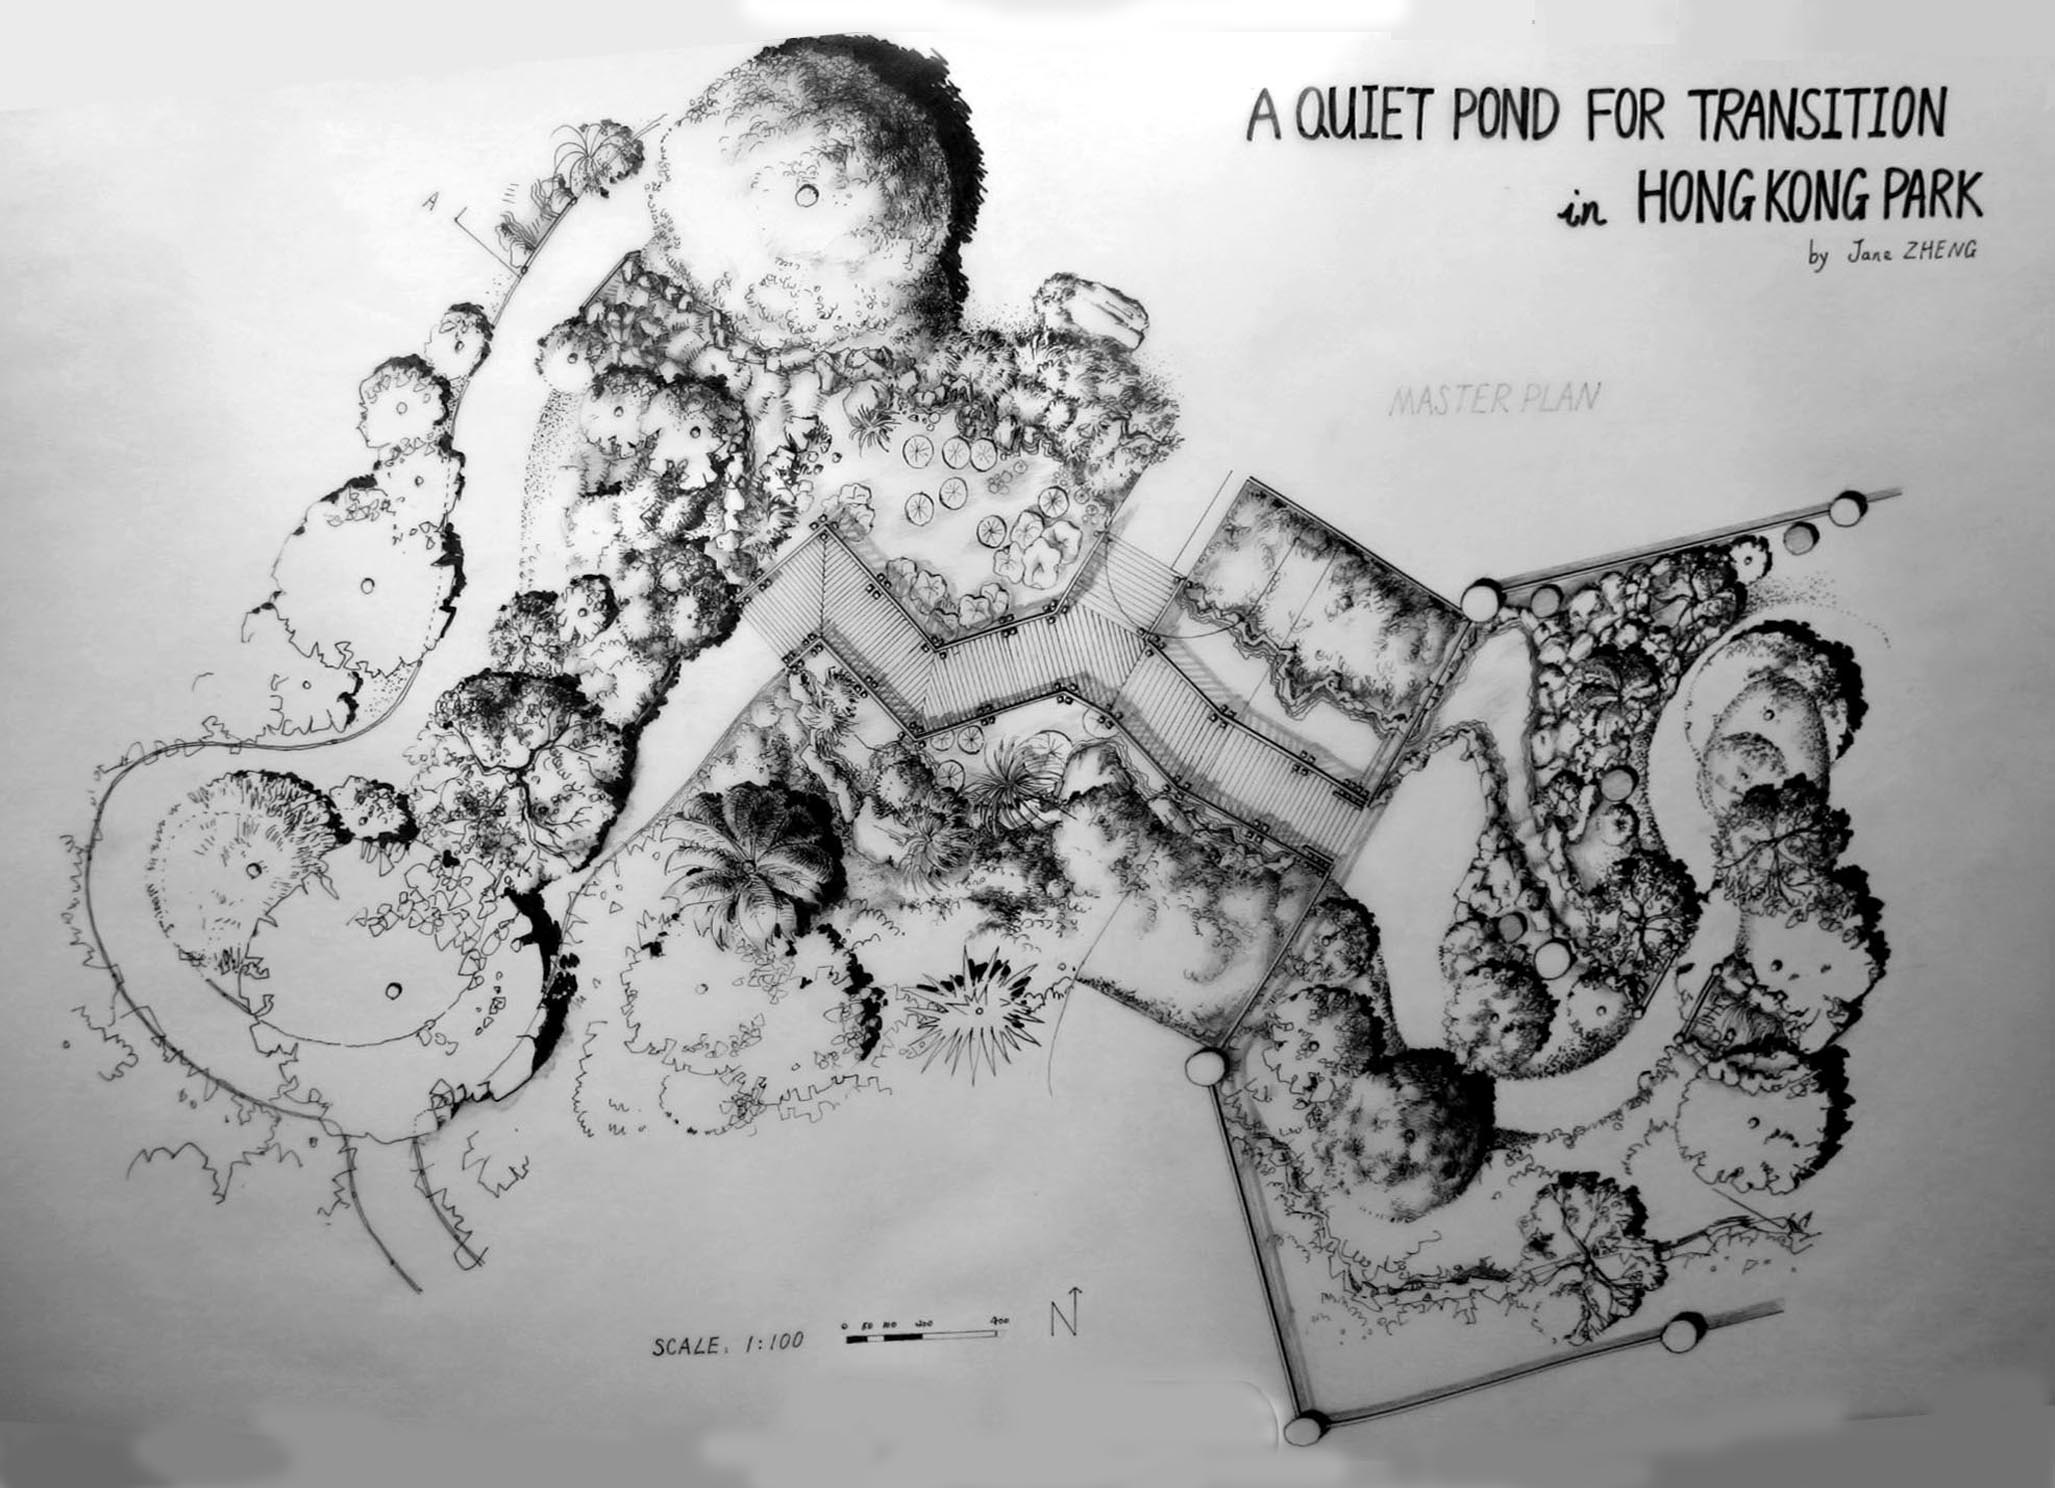 A QUIET POND FOR TRANSITION
in HONG KONG PARK
by Jane ZHENG
A
MASTER PLAN
SCALE. 1:100
0 50 100 200 400
N